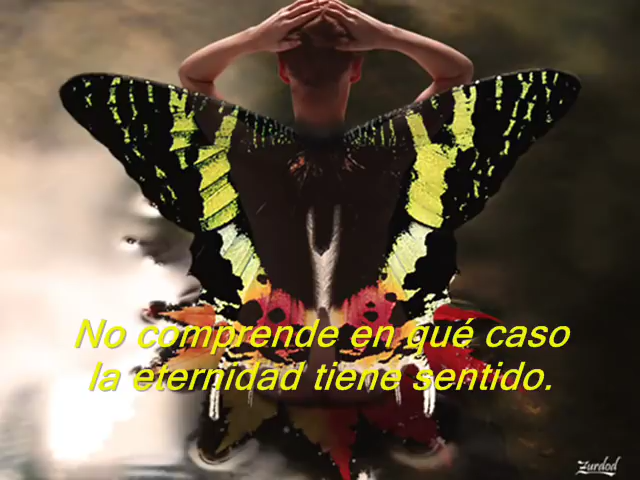 No comprende en qué caso
la eternidad tiene sentido.
Zurdod